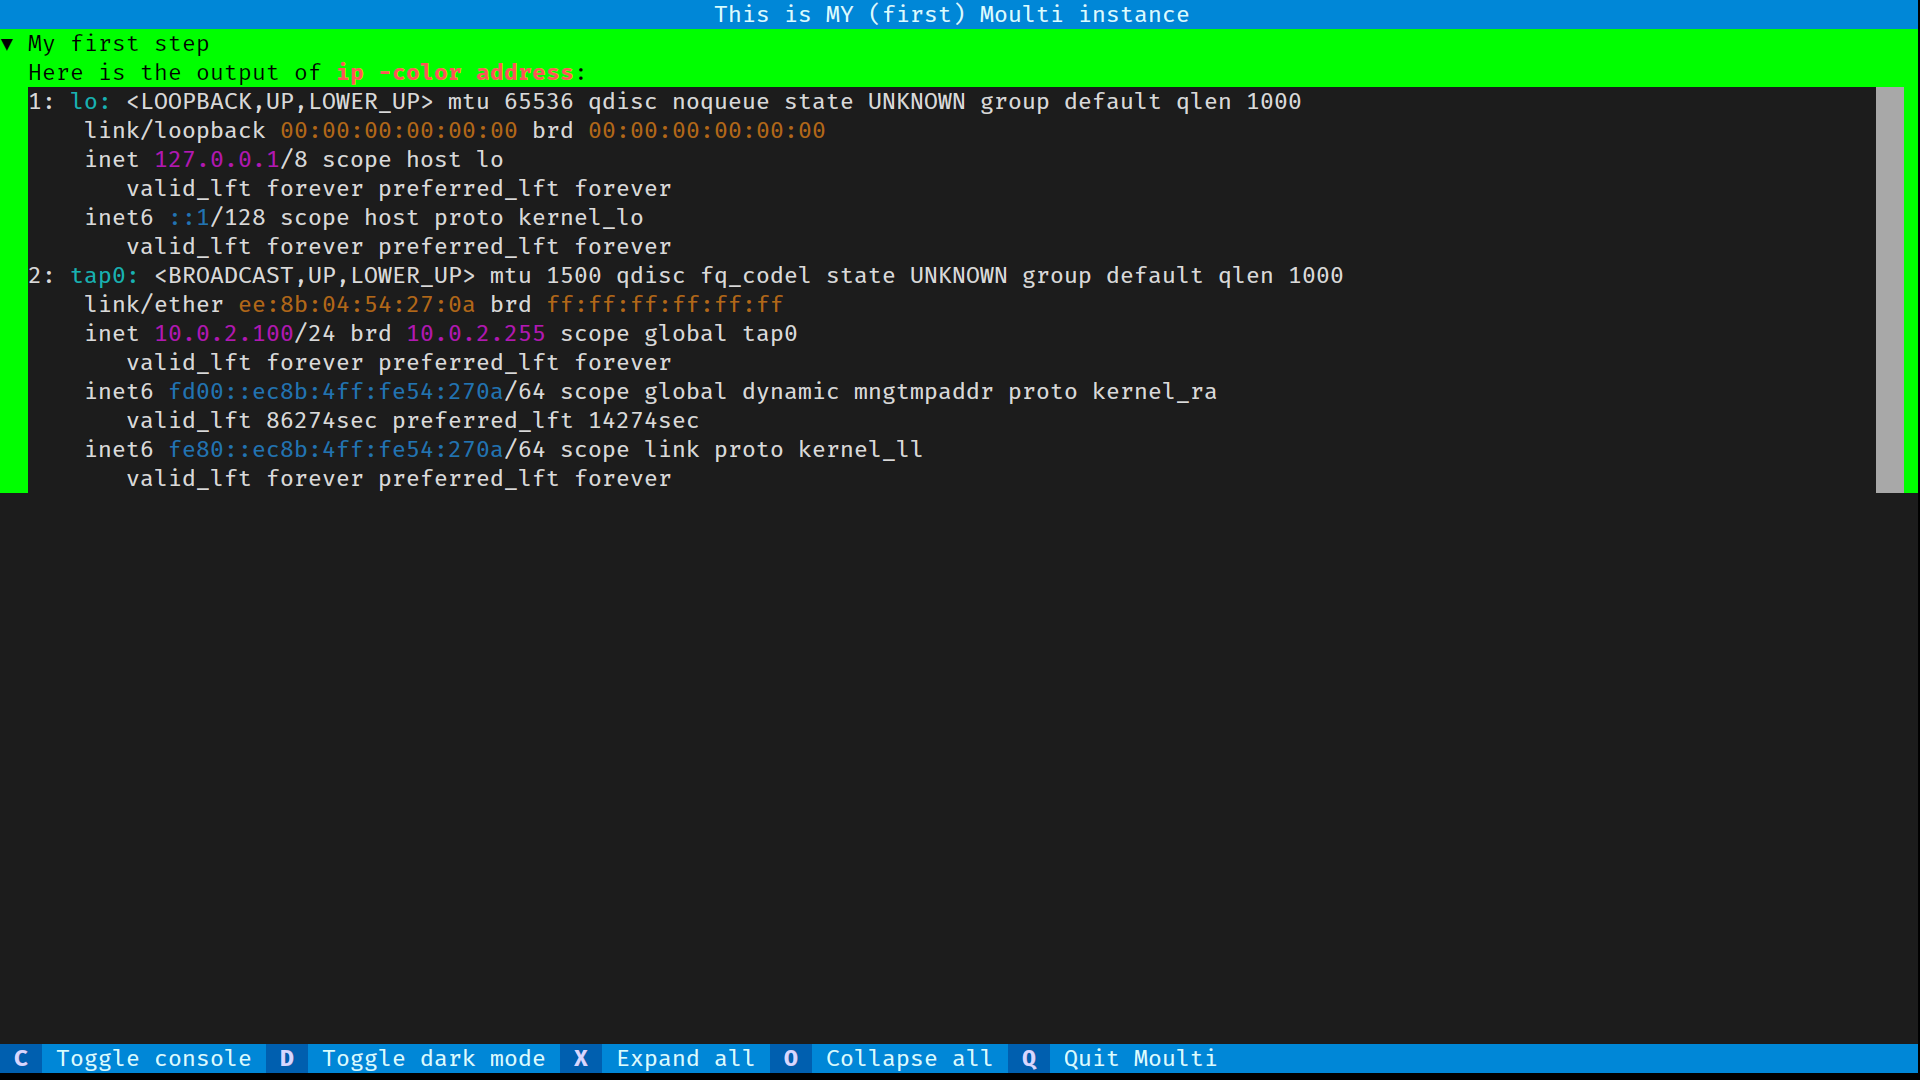 This is MY (first) Moulti instance
▼ My first step
Here is the output of ip -color address:
1: lo: <LOOPBACK,UP,LOWER_UP> mtu 65536 qdisc noqueue state UNKNOWN group default qlen 1000
    link/loopback 00:00:00:00:00:00 brd 00:00:00:00:00:00
    inet 127.0.0.1/8 scope host lo
       valid_lft forever preferred_lft forever
    inet6 ::1/128 scope host proto kernel_lo
       valid_lft forever preferred_lft forever
2: tap0: <BROADCAST,UP,LOWER_UP> mtu 1500 qdisc fq_codel state UNKNOWN group default qlen 1000
    link/ether ee:8b:04:54:27:0a brd ff:ff:ff:ff:ff:ff
    inet 10.0.2.100/24 brd 10.0.2.255 scope global tap0
       valid_lft forever preferred_lft forever
    inet6 fd00::ec8b:4ff:fe54:270a/64 scope global dynamic mngtmpaddr proto kernel_ra
       valid_lft 86274sec preferred_lft 14274sec
    inet6 fe80::ec8b:4ff:fe54:270a/64 scope link proto kernel_ll
       valid_lft forever preferred_lft forever
C Toggle console D Toggle dark mode X Expand all O Collapse all Q Quit Moulti